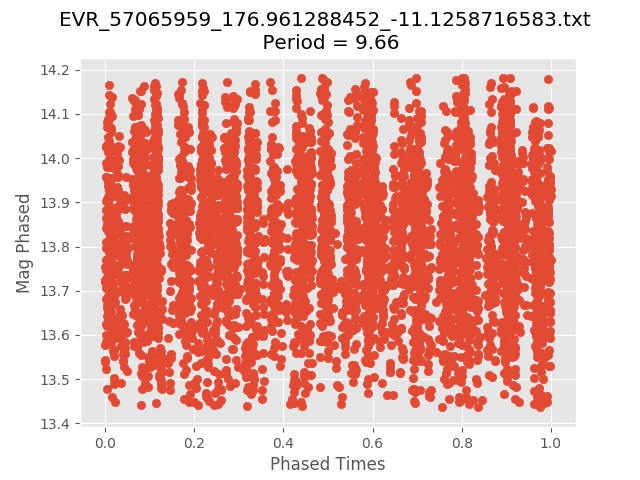 EVR_57065959_176.961288452_-11.1258716583.txt
Period = 9.66
14.2
14.1
14.0
13.9
13.8
13.7
13.6
13.5
13.4
Mag Phased
0.0 0.2 0.4 0.6 0.8 1.0
Phased Times